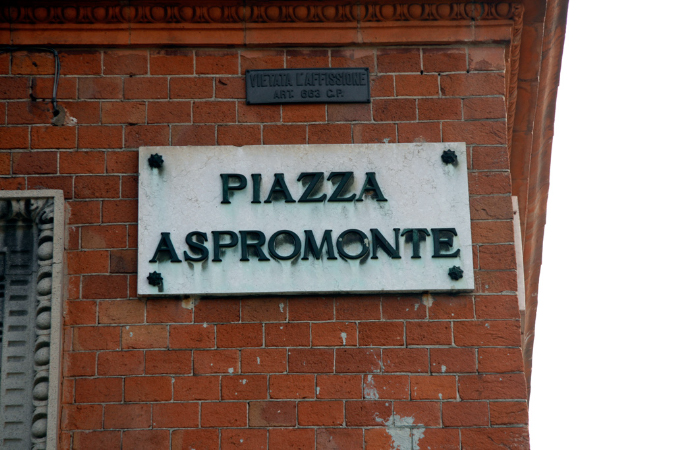 VIETATA L'AFFISSIONE
ART. 663 C.P.
PIAZZA
ASPROMONTE